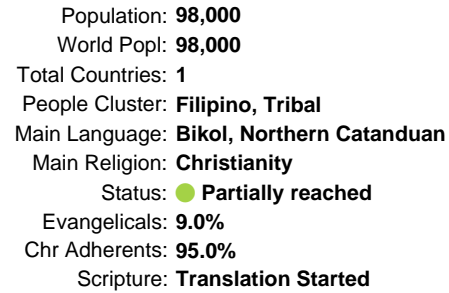 Population: 98,000
World Popl: 98,000
Total Countries: 1
People Cluster: Filipino, Tribal
Main Language: Bikol, Northern Catanduan
Main Religion: Christianity
Status: Partially reached
Evangelicals: 9.0%
Chr Adherents: 95.0%
Scripture: Translation Started